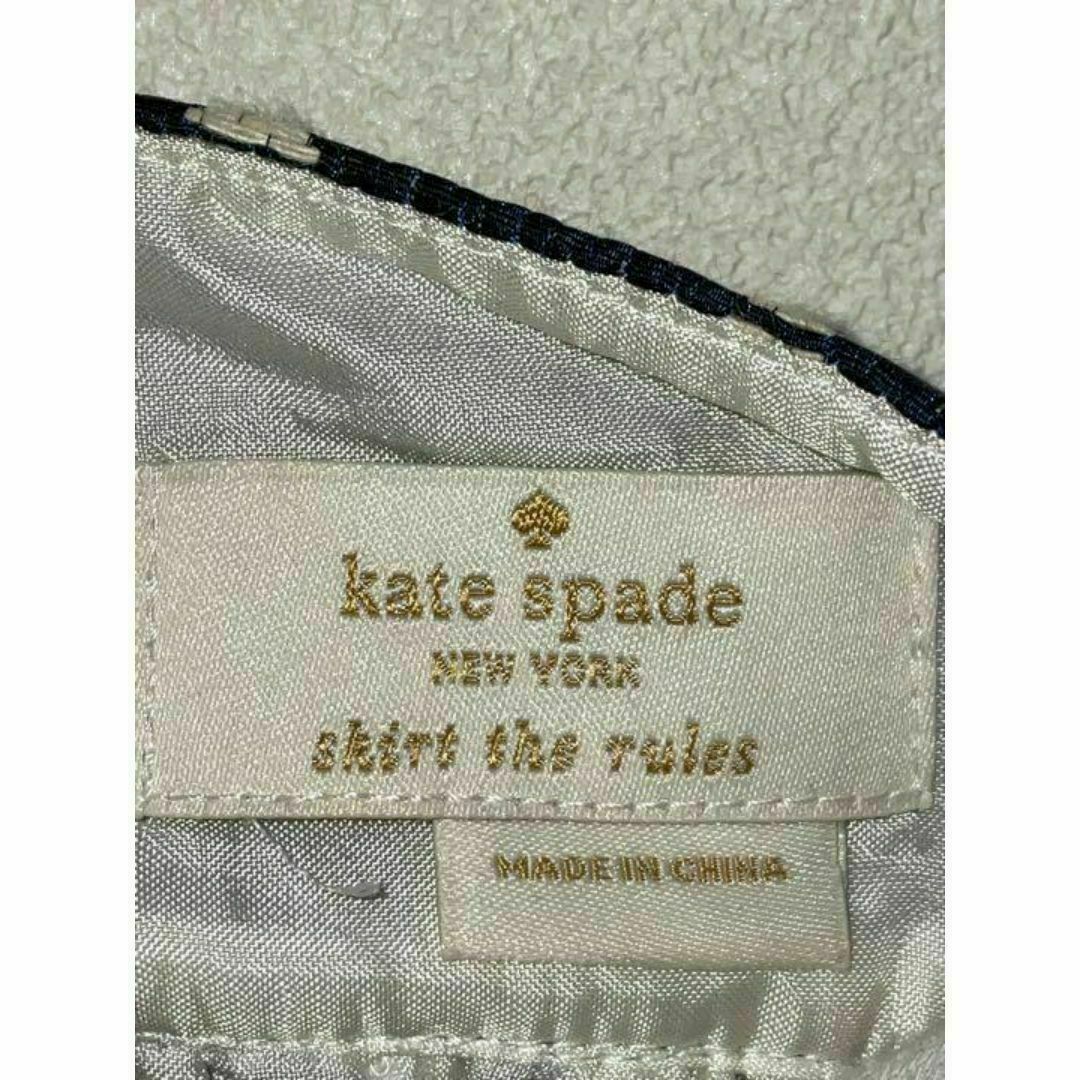 kate spade
NEW YORK
skirt the rules
MADE IN CHINA